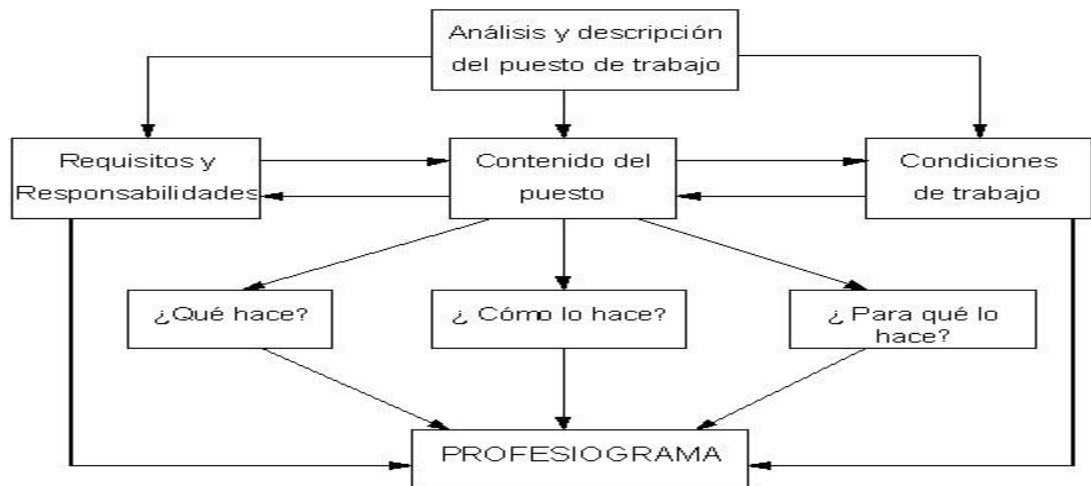 Análisis y descripción
del puesto de trabajo
Requisitos y
Responsabilidades
Contenido del
puesto
Condiciones
de trabajo
¿Qué hace?
¿ Cómo lo hace?
¿ Para qué lo
hace?
PROFESIOGRAMA